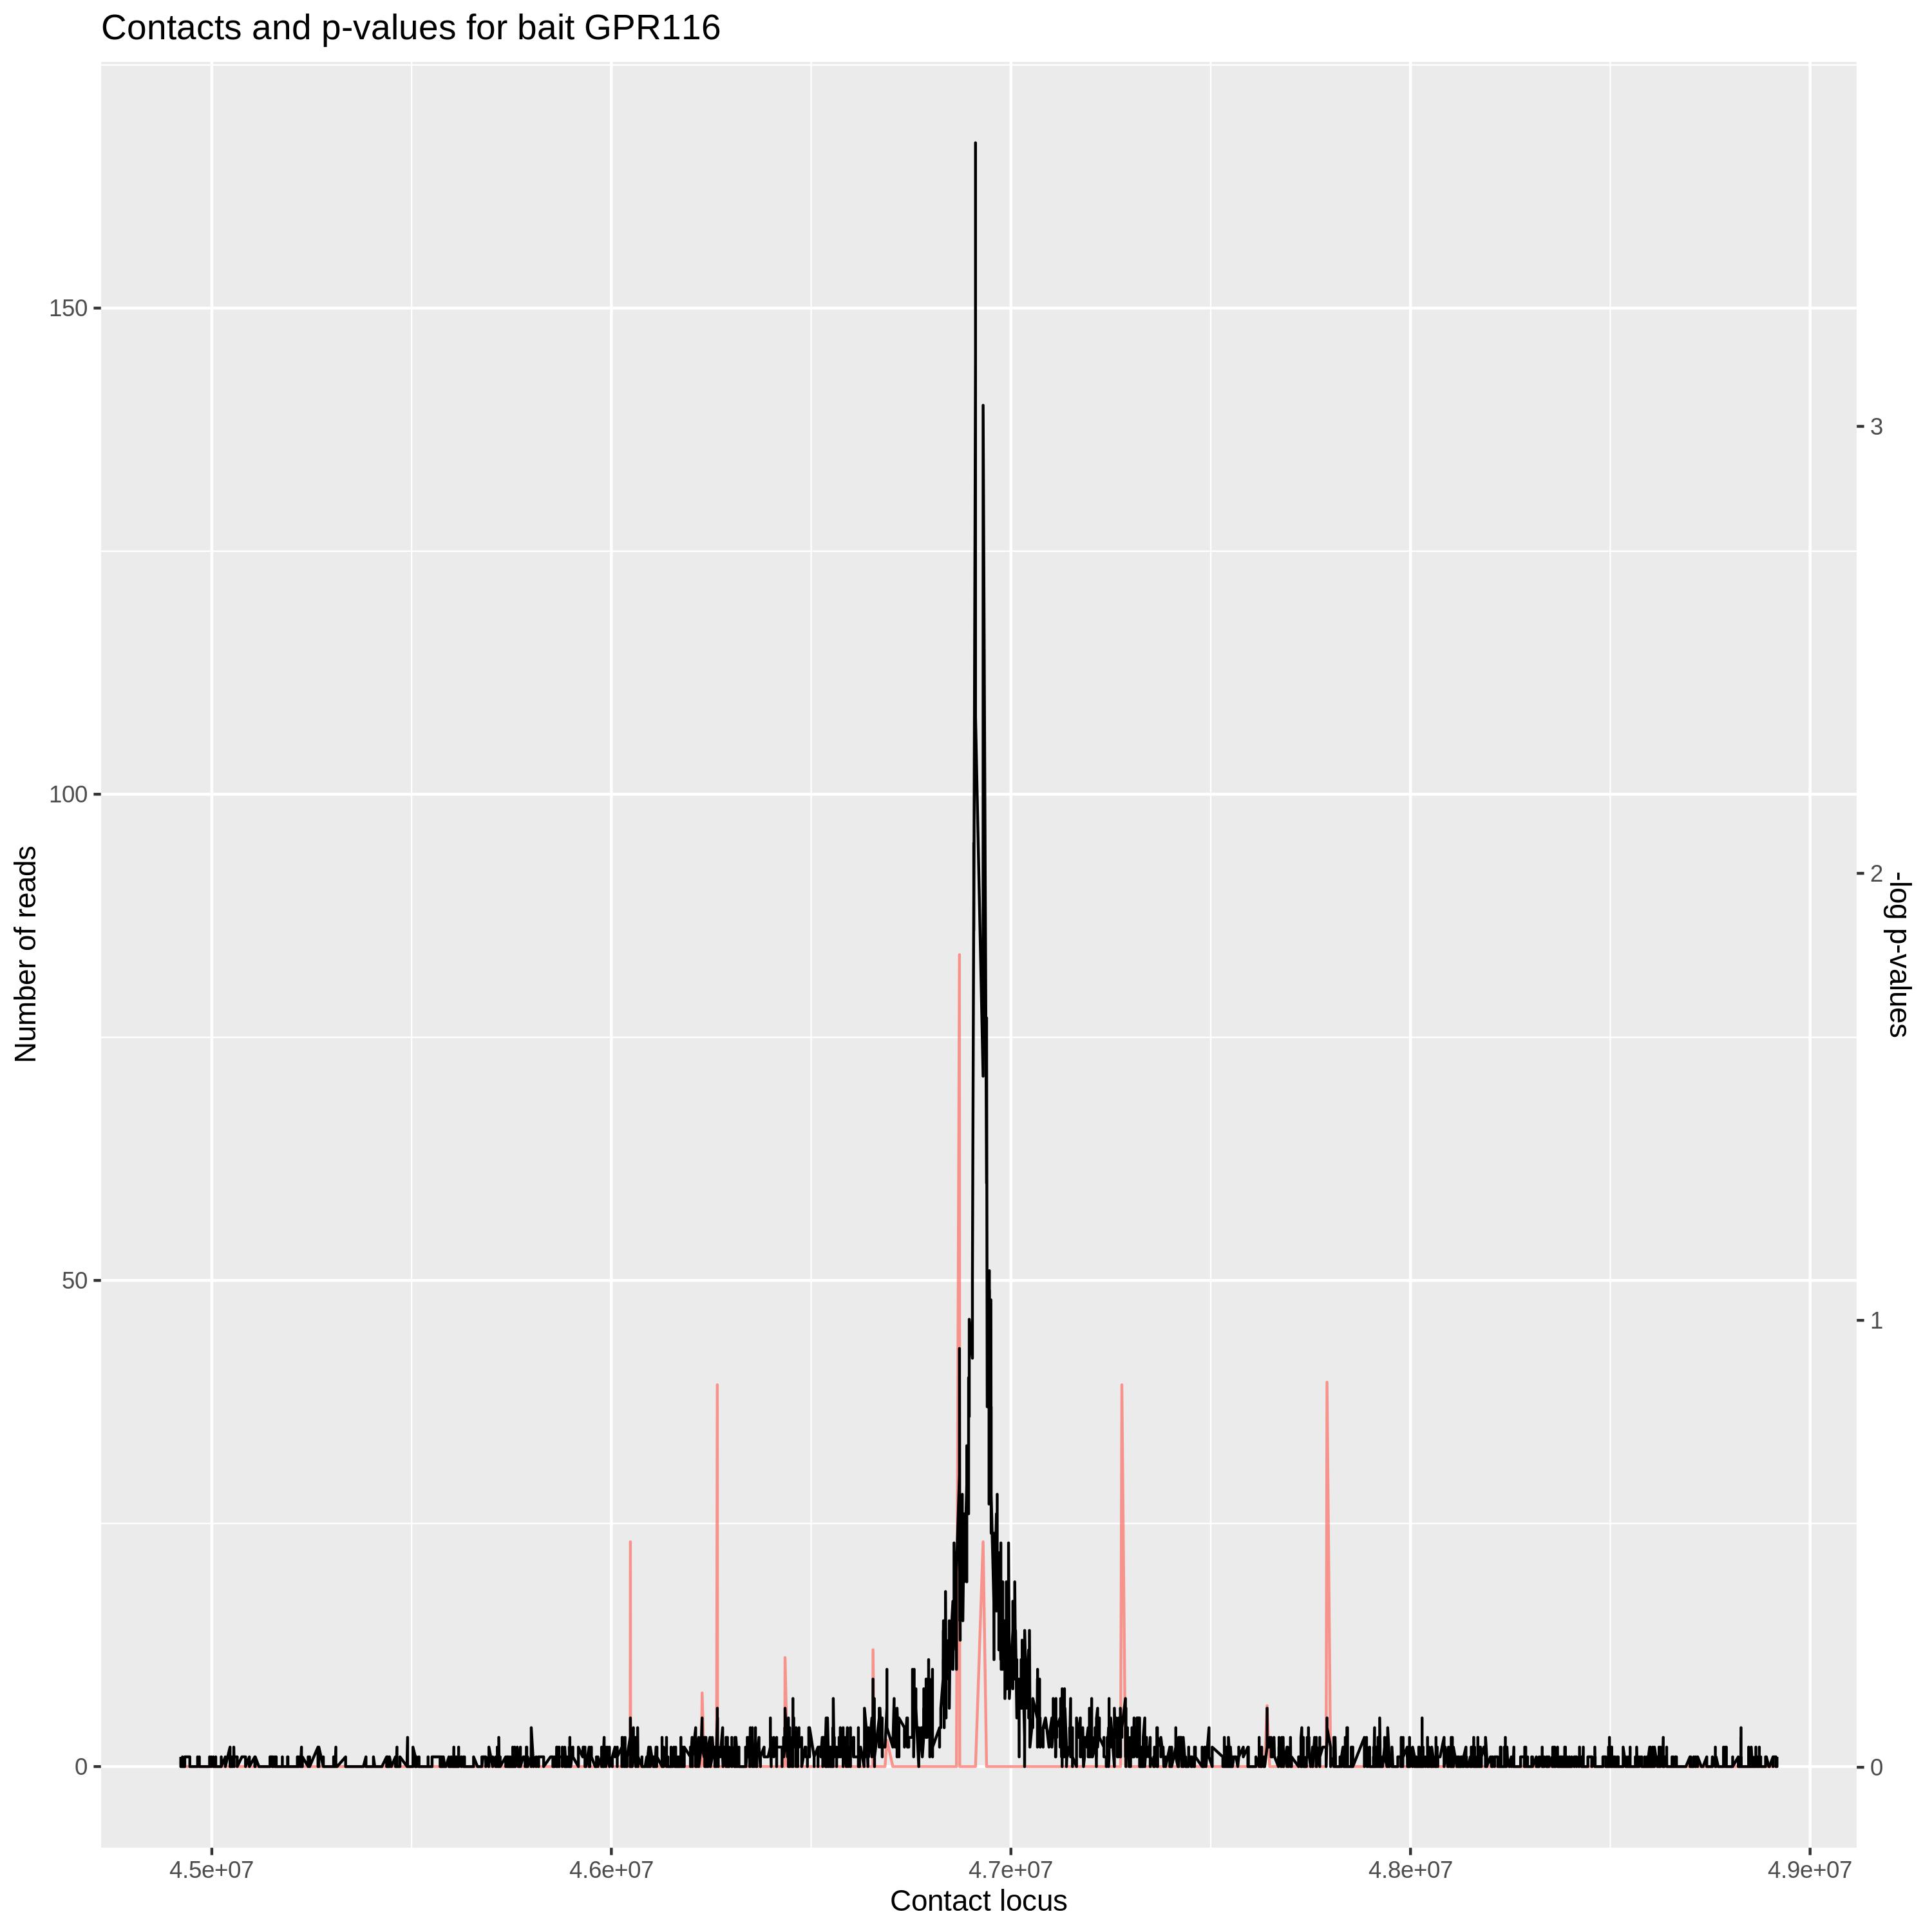 Contacts and p-values for bait GPR116
150
100
50
0
Number of reads
3
2
1
0
-log p-values
4.5e+07 4.6e+07 4.7e+07 4.8e+07 4.9e+07
Contact locus